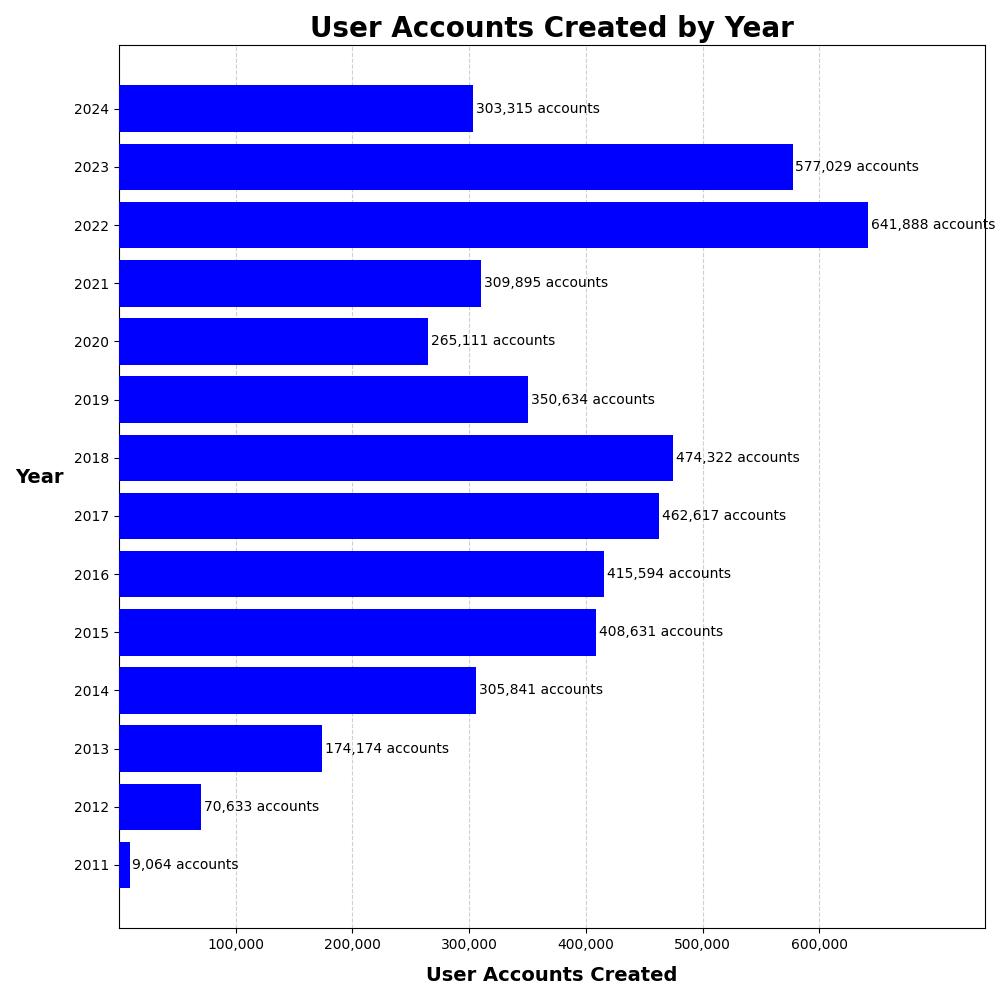 User Accounts Created by Year
2024 303,315 accounts
2023 577,029 accounts
2022 641,888 accounts
2021 309,895 accounts
2020 265,111 accounts
2019 350,634 accounts
2018 474,322 accounts
Year
2017 462,617 accounts
2016 415,594 accounts
2015 408,631 accounts
2014 305,841 accounts
2013 174,174 accounts
2012 70,633 accounts
2011 9,064 accounts
100,000 200,000 300,000 400,000 500,000 600,000
User Accounts Created